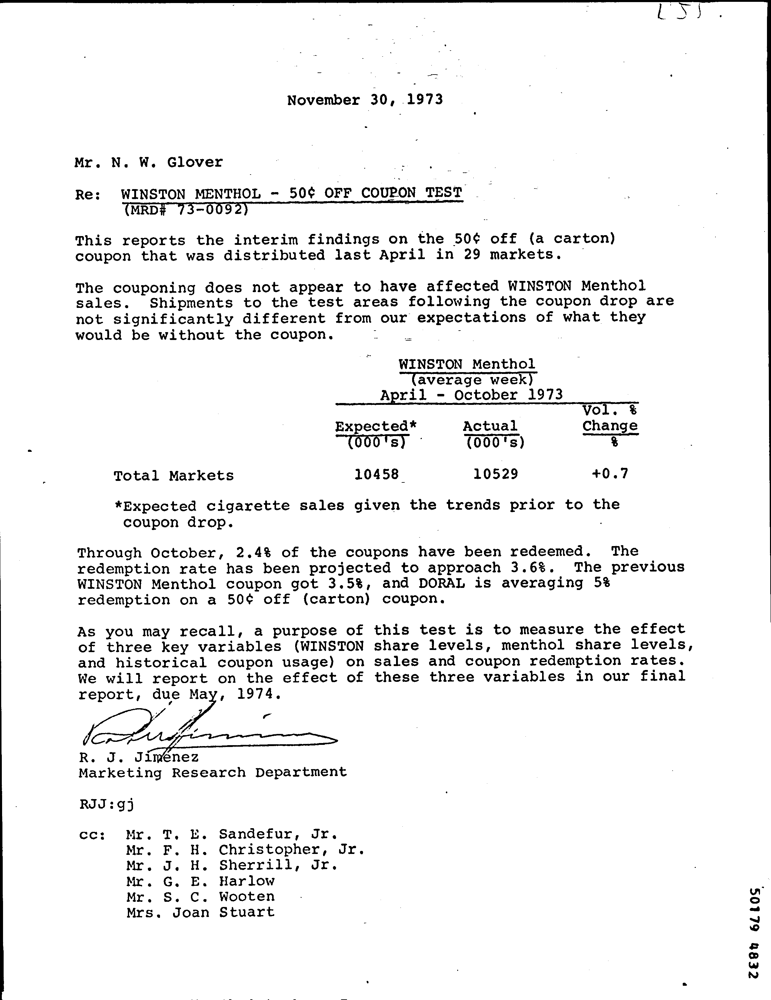 November 30, 1973
Mr. N. W. Glover
Re: WINSTON MENTHOL - 50¢ OFF COUPON TEST
(MRD# 73-0092)
This reports the interim findings on the 50¢ off (a carton)
coupon that was distributed last April in 29 markets.
The couponing does not appear to have affected WINSTON Menthol
sales. Shipments to the test areas following the coupon drop are
not significantly different from our expectations of what they
would be without the coupon.
WINSTON Menthol
(average week)
April - October 1973
Vol. %
Expected* Actual Change
(000's) (000's) %
Total Markets 10458 10529 +0.7
*Expected cigarette sales given the trends prior to the
coupon drop.
Through October, 2.4% of the coupons have been redeemed. The
redemption rate has been projected to approach 3.6%. The previous
WINSTON Menthol coupon got 3.5%, and DORAL is averaging 5%
redemption on a 50¢ off (carton) coupon.
As you may recall, a purpose of this test is to measure the effect
of three key variables (WINSTON share levels, menthol share levels,
and historical coupon usage) on sales and coupon redemption rates.
We will report on the effect of these three variables in our final
report, due May, 1974.
R. J. Jimenez
Marketing Research Department
RJJ:gj
cc: Mr. T. E. Sandefur, Jr.
Mr. F. H. Christopher, Jr.
Mr. J. H. Sherrill, Jr.
Mr. G. E. Harlow
Mr. S. C. Wooten
Mrs. Joan Stuart
50179 4832